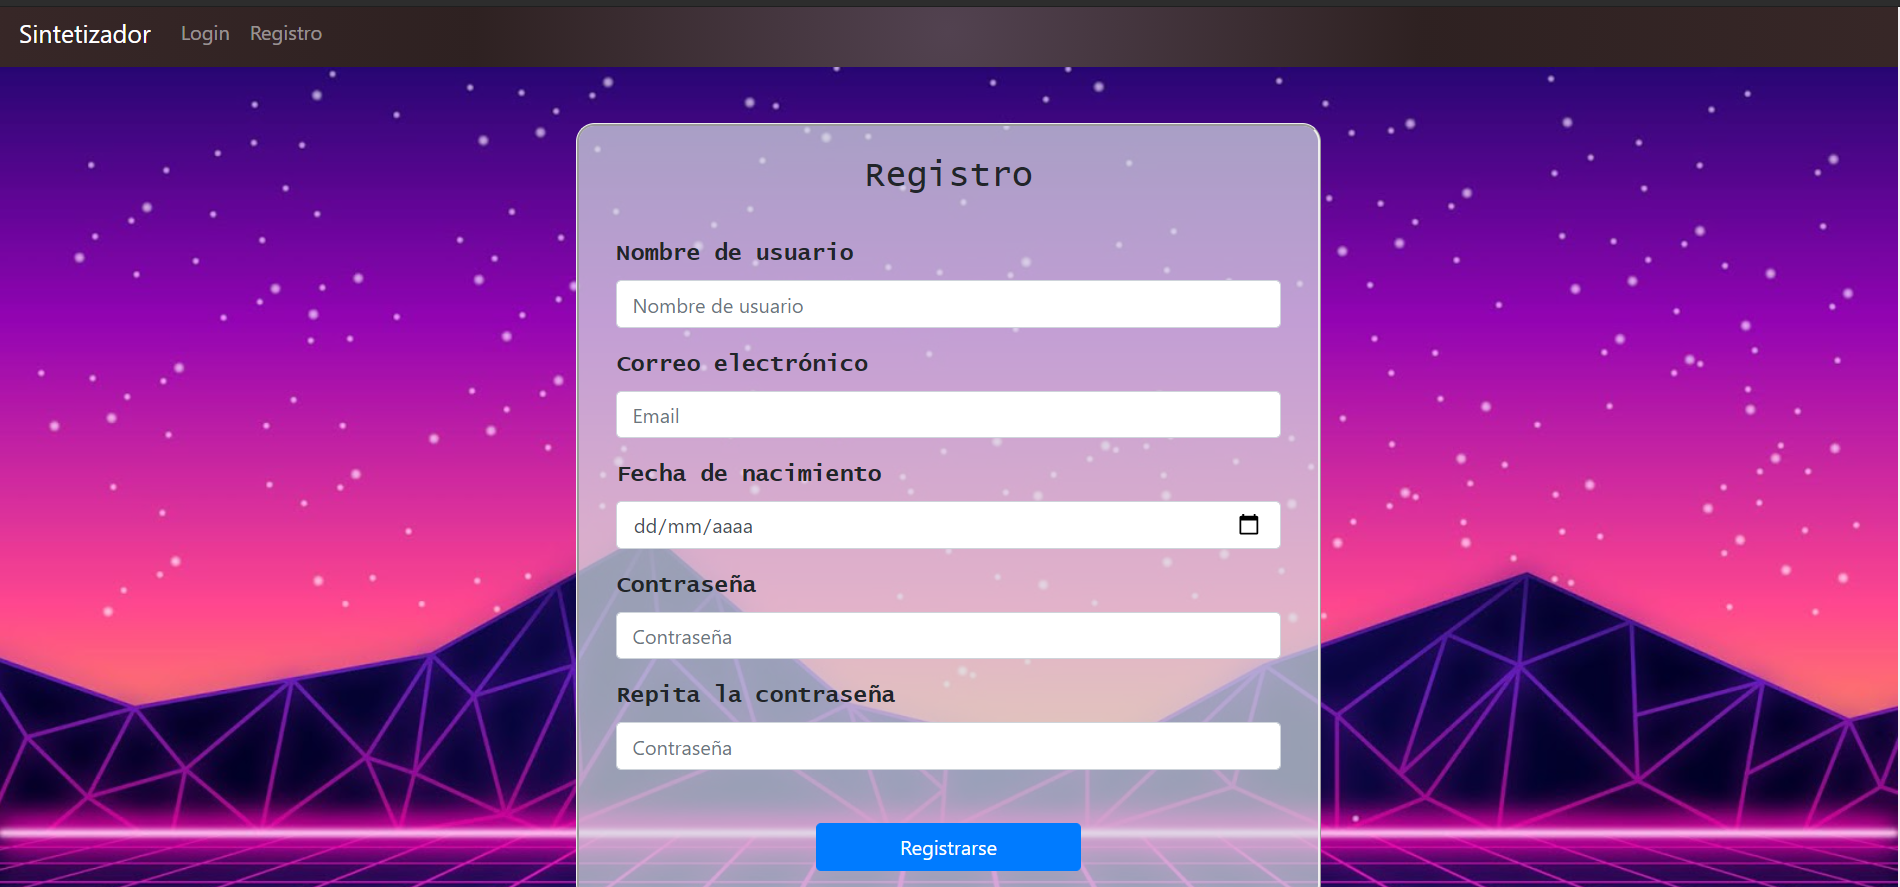 Sintetizador Login Registro
Registro
Nombre de usuario
Nombre de usuario
Correo electrónico
Email
Fecha de nacimiento
dd/mm/aaaa
Contraseña
Contraseña
Repita la contraseña
Contraseña
Registrarse